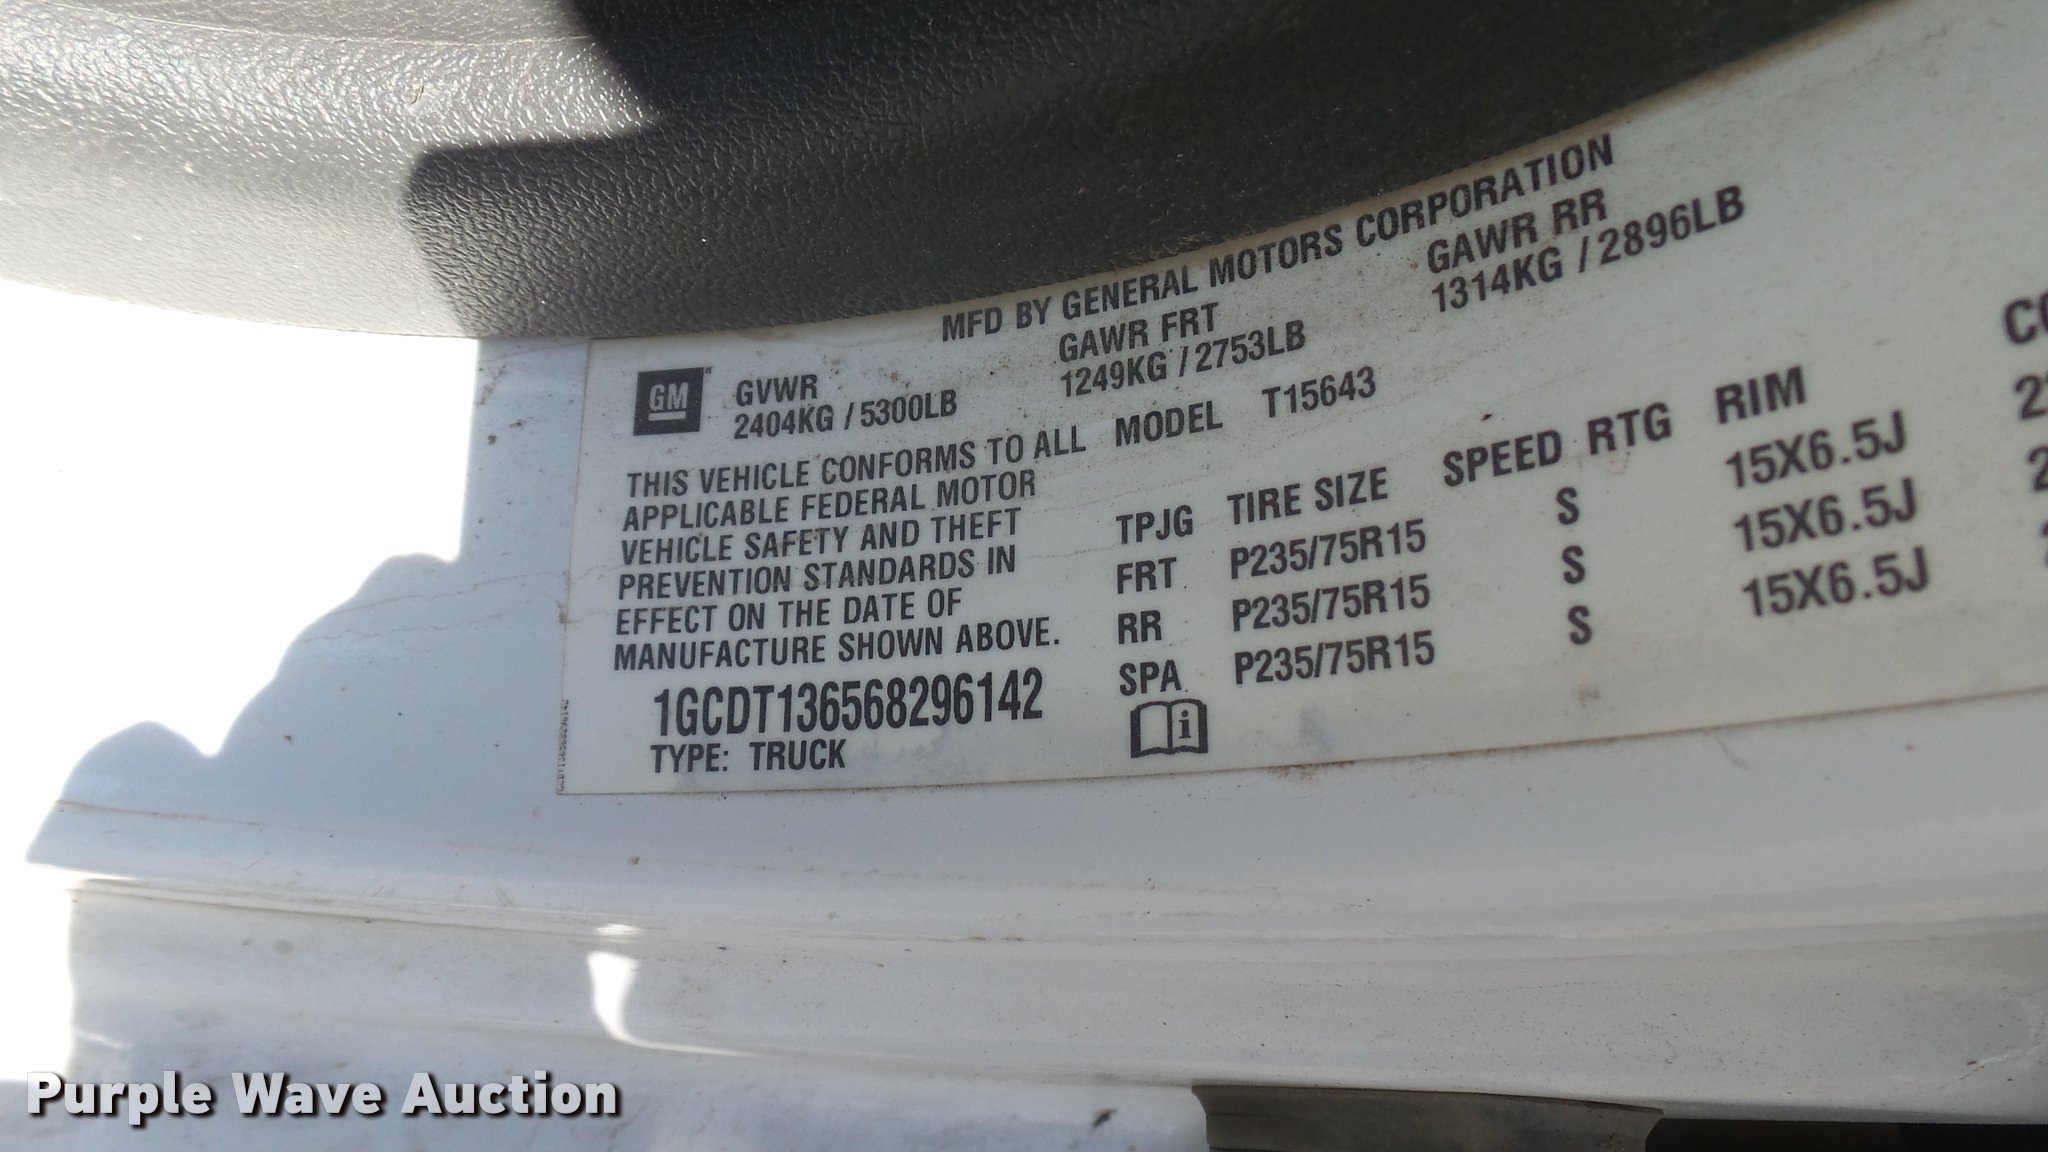 MFD BY GENERAL MOTORS CORPORATION
GM
GVWR
2404KG / 5300LB
GAWR FRT
1249KG / 2753LB
GAWR RR
1314KG / 2896LB
THIS VEHICLE CONFORMS TO ALL
APPLICABLE FEDERAL MOTOR
VEHICLE SAFETY AND THEFT
PREVENTION STANDARDS IN
EFFECT ON THE DATE OF
MANUFACTURE SHOWN ABOVE.
1GCDT136568296142
TYPE: TRUCK
MODEL T15643
TPJG TIRE SIZE SPEED RTG RIM
FRT P235/75R15 S 15X6.5J
RR P235/75R15 S 15X6.5J
SPA P235/75R15 S 15X6.5J
i
Purple Wave Auction